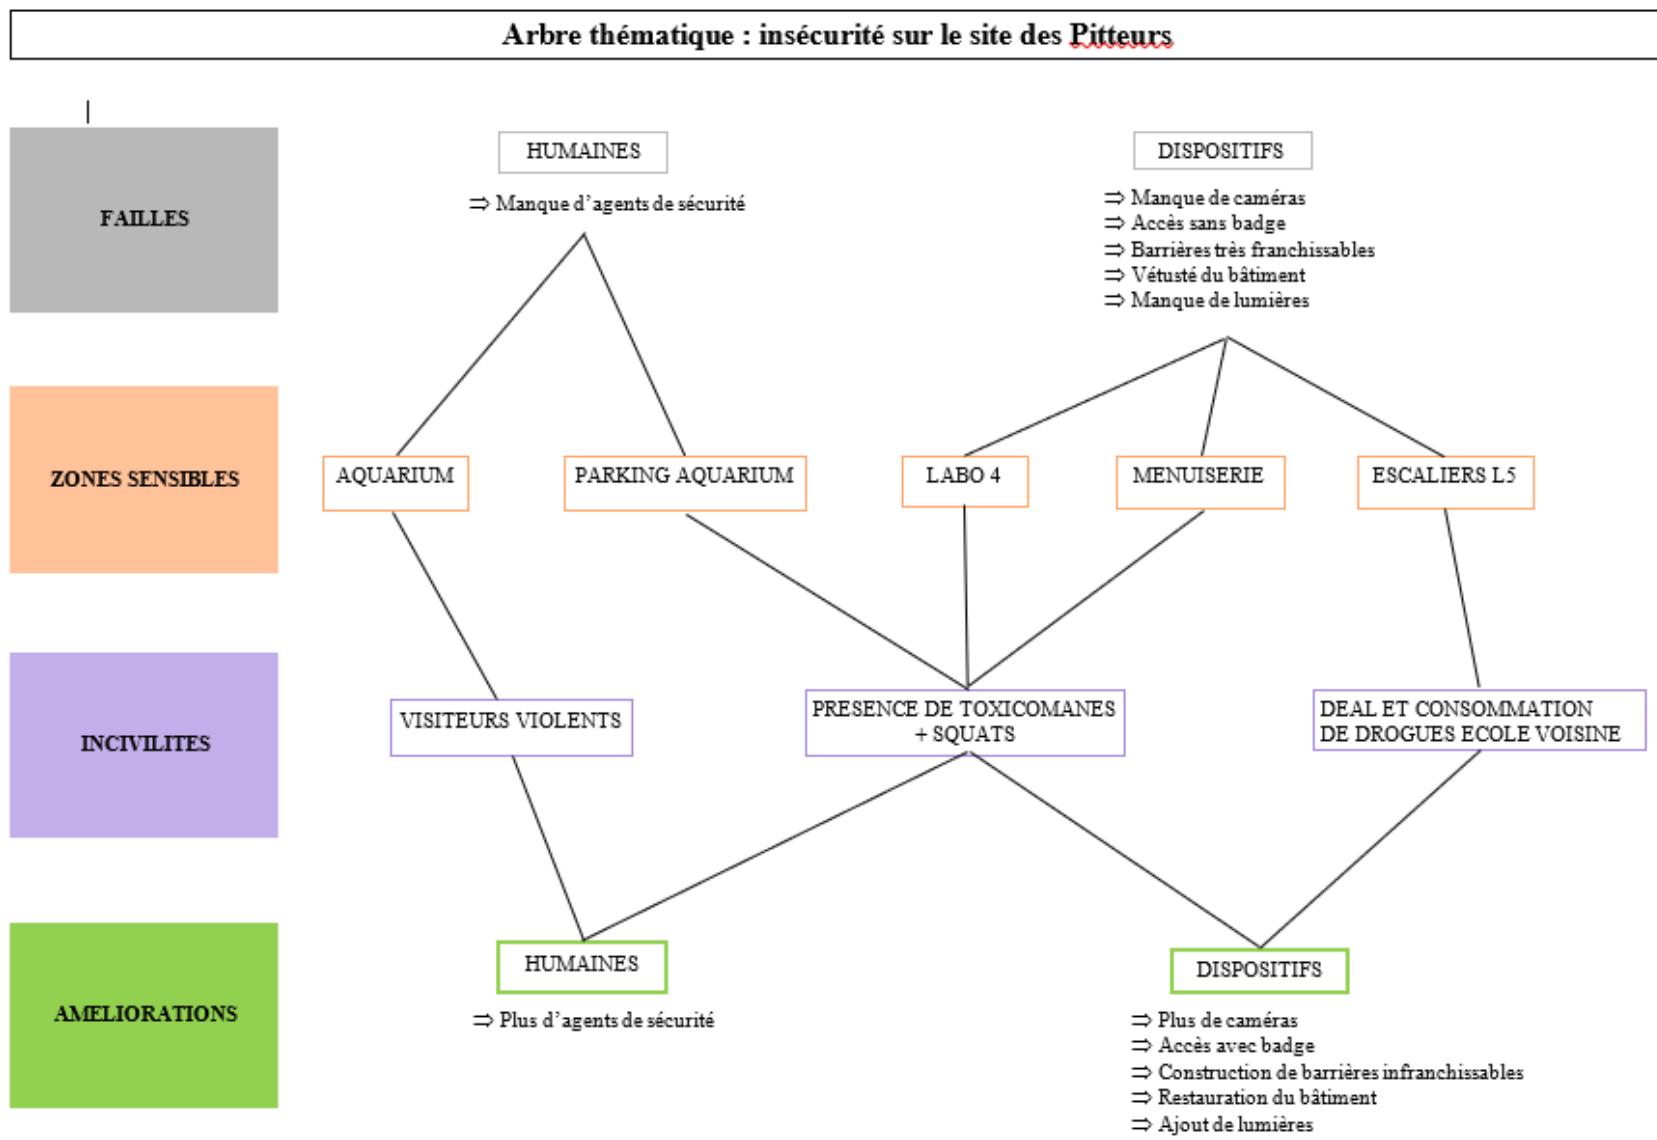 Arbre thématique : insécurité sur le site des Pitteurs
FAILLES
HUMAINES
⇒ Manque d'agents de sécurité
DISPOSITIFS
⇒ Manque de caméras
⇒ Accès sans badge
⇒ Barrières très franchissables
⇒ Vétusté du bâtiment
⇒ Manque de lumières
ZONES SENSIBLES
AQUARIUM
PARKING AQUARIUM
LABO 4
MENUISERIE
ESCALIERS L5
INCIVILITES
VISITEURS VIOLENTS
PRESENCE DE TOXICOMANES
+ SQUATS
DEAL ET CONSOMMATION
DE DROGUES ECOLE VOISINE
AMELIORATIONS
HUMAINES
⇒ Plus d'agents de sécurité
DISPOSITIFS
⇒ Plus de caméras
⇒ Accès avec badge
⇒ Construction de barrières infranchissables
⇒ Restauration du bâtiment
⇒ Ajout de lumières